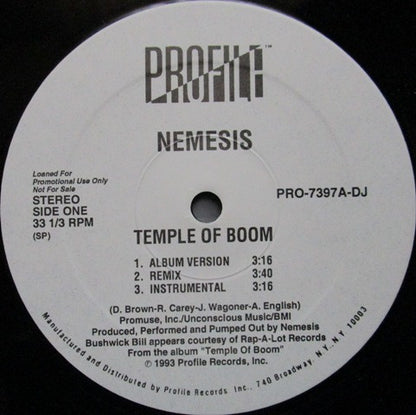 PROFILE™
NEMESIS
Loaned For
Promotional Use Only
Not For Sale
STEREO
SIDE ONE
33 1/3 RPM
(SP)
PRO-7397A-DJ
TEMPLE OF BOOM
1. ALBUM VERSION 3:16
2. REMIX 3:40
3. INSTRUMENTAL 3:16
(D. Brown-R. Carey-J. Wagoner-A. English)
Promuse, Inc./Unconscious Music/BMI
Produced, Performed and Pumped Out by Nemesis
Bushwick Bill appears courtesy of Rap-A-Lot Records
From the album "Temple Of Boom"
© 1993 Profile Records, Inc.
Manufactured and Distributed by Profile Records Inc., 740 Broadway, N.Y., N.Y. 10003